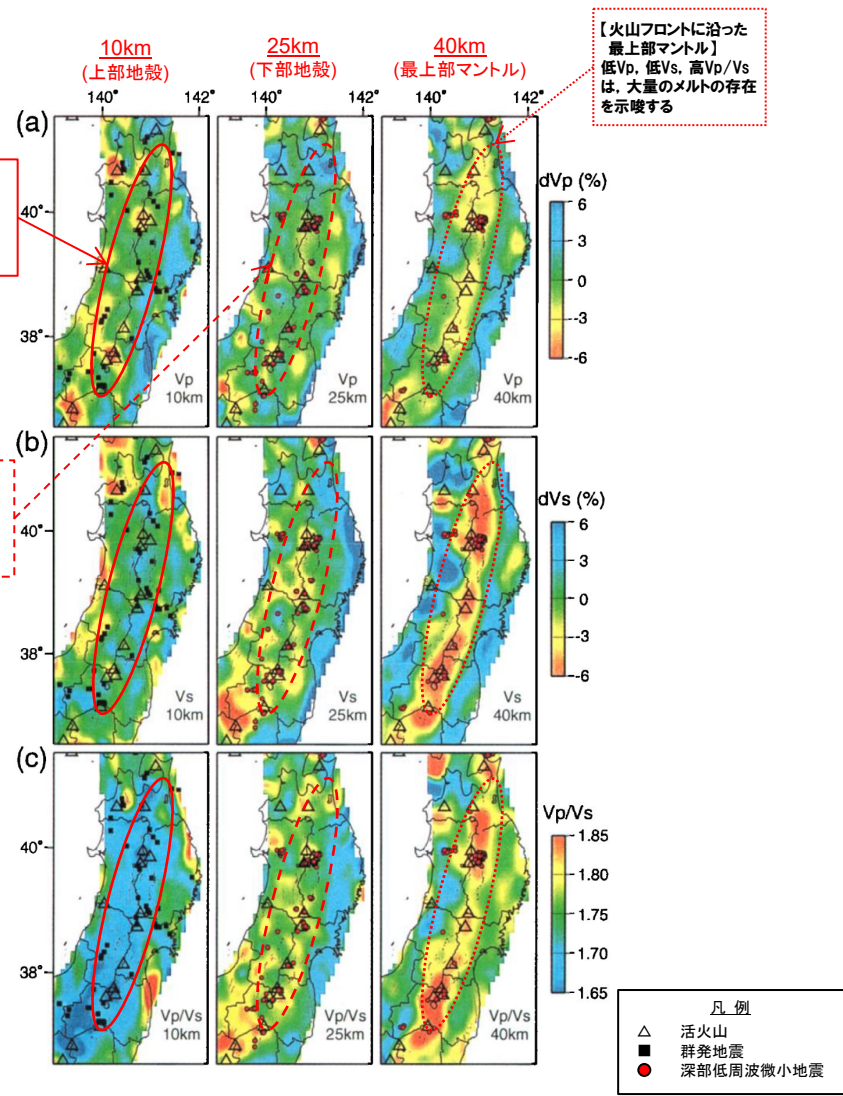 10km
(上部地殻)
25km
(下部地殻)
40km
(最上部マントル)
【火山フロントに沿った
最上部マントル】
低Vp, 低Vs, 高Vp/Vs
は, 大量のメルトの存在
を示唆する
140°
142°
140°
142°
140°
142°
(a)
40°
38°
Vp
10km
Vp
25km
Vp
40km
dVp (%)
6
3
0
-3
-6
(b)
40°
38°
Vs
10km
Vs
25km
Vs
40km
dVs (%)
6
3
0
-3
-6
(c)
40°
38°
Vp/Vs
10km
Vp/Vs
25km
Vp/Vs
40km
Vp/Vs
1.85
1.80
1.75
1.70
1.65
凡 例
活火山
群発地震
深部低周波微小地震